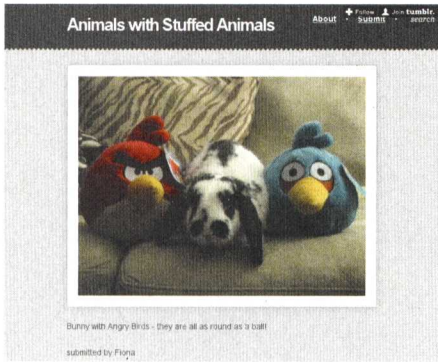 Animals with Stuffed Animals
Follow Join tumblr.
About • Submit • search
Bunny with Angry Birds - they are all as round as a ball!
submitted by Fiona